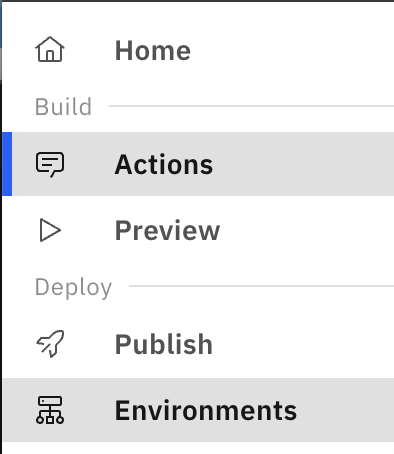 Home
Build
Actions
Preview
Deploy
Publish
Environments